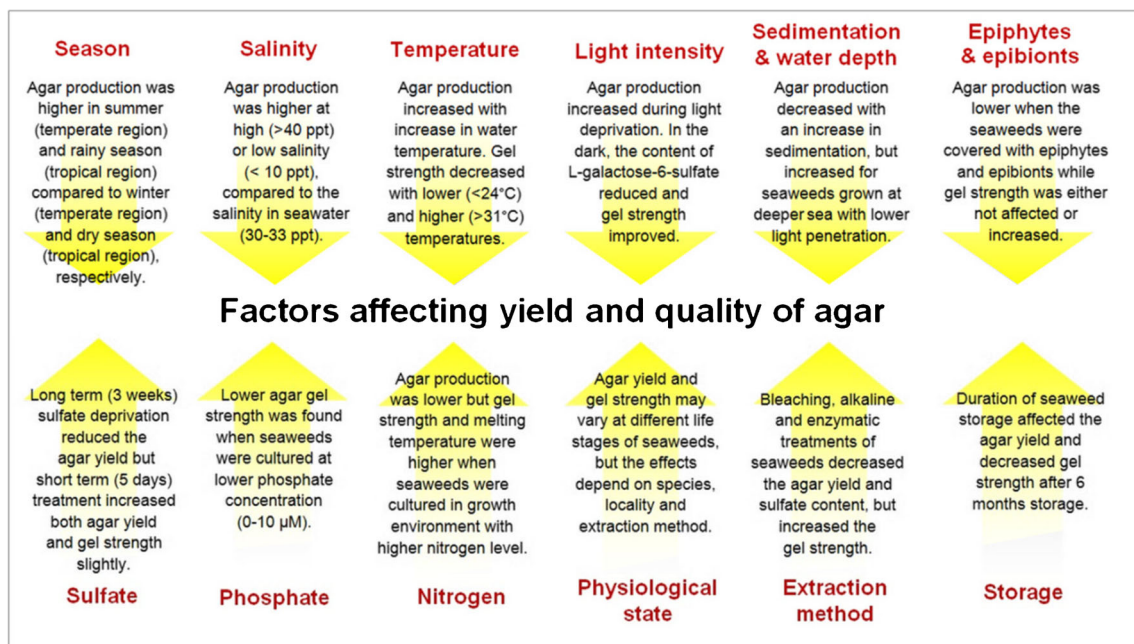 Season
Agar production was
higher in summer
(temperate region)
and rainy season
(tropical region)
compared to winter
(temperate region)
and dry season
(tropical region),
respectively.
Salinity
Agar production
was higher at
high (>40 ppt)
or low salinity
(< 10 ppt),
compared to the
salinity in seawater
(30-33 ppt).
Temperature
Agar production
increased with
increase in water
temperature. Gel
strength decreased
with lower (<24°C)
and higher (>31°C)
temperatures.
Light intensity
Agar production
increased during light
deprivation. In the
dark, the content of
L-galactose-6-sulfate
reduced and
gel strength
improved.
Sedimentation
& water depth
Agar production
decreased with
an increase in
sedimentation, but
increased for
seaweeds grown at
deeper sea with lower
light penetration.
Epiphytes
& epibionts
Agar production was
lower when the
seaweeds were
covered with epiphytes
and epibionts while
gel strength was either
not affected or
increased.
Factors affecting yield and quality of agar
Long term (3 weeks)
sulfate deprivation
reduced the
agar yield but
short term (5 days)
treatment increased
both agar yield
and gel strength
slightly.
Sulfate
Lower agar gel
strength was found
when seaweeds
were cultured at
lower phosphate
concentration
(0-10 µM).
Phosphate
Agar production
was lower but gel
strength and melting
temperature were
higher when
seaweeds were
cultured in growth
environment with
higher nitrogen level.
Nitrogen
Agar yield and
gel strength may
vary at different life
stages of seaweeds,
but the effects
depend on species,
locality and
extraction method.
Physiological
state
Bleaching, alkaline
and enzymatic
treatments of
seaweeds decreased
the agar yield and
sulfate content, but
increased the
gel strength.
Extraction
method
Duration of seaweed
storage affected the
agar yield and
decreased gel
strength after 6
months storage.
Storage